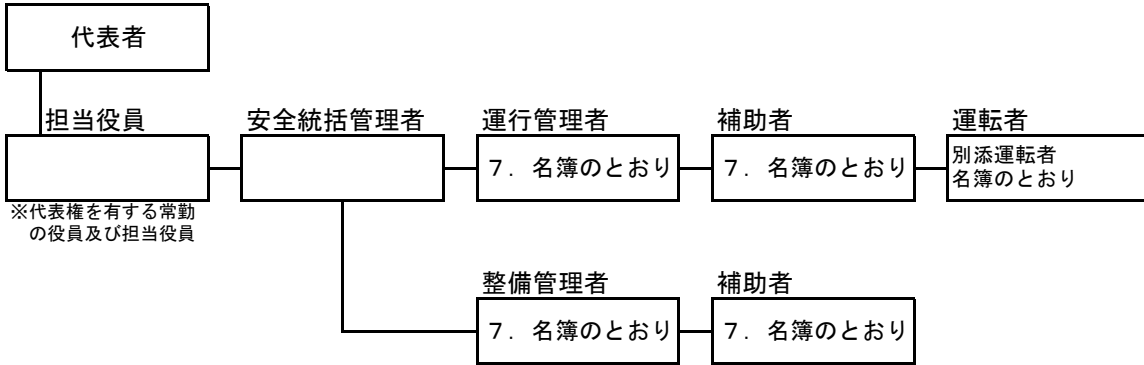 代表者
担当役員
安全統括管理者
運行管理者
補助者
運転者
７．名簿のとおり
７．名簿のとおり
別添運転者
名簿のとおり
※代表権を有する常勤
の役員及び担当役員
整備管理者
補助者
７．名簿のとおり
７．名簿のとおり